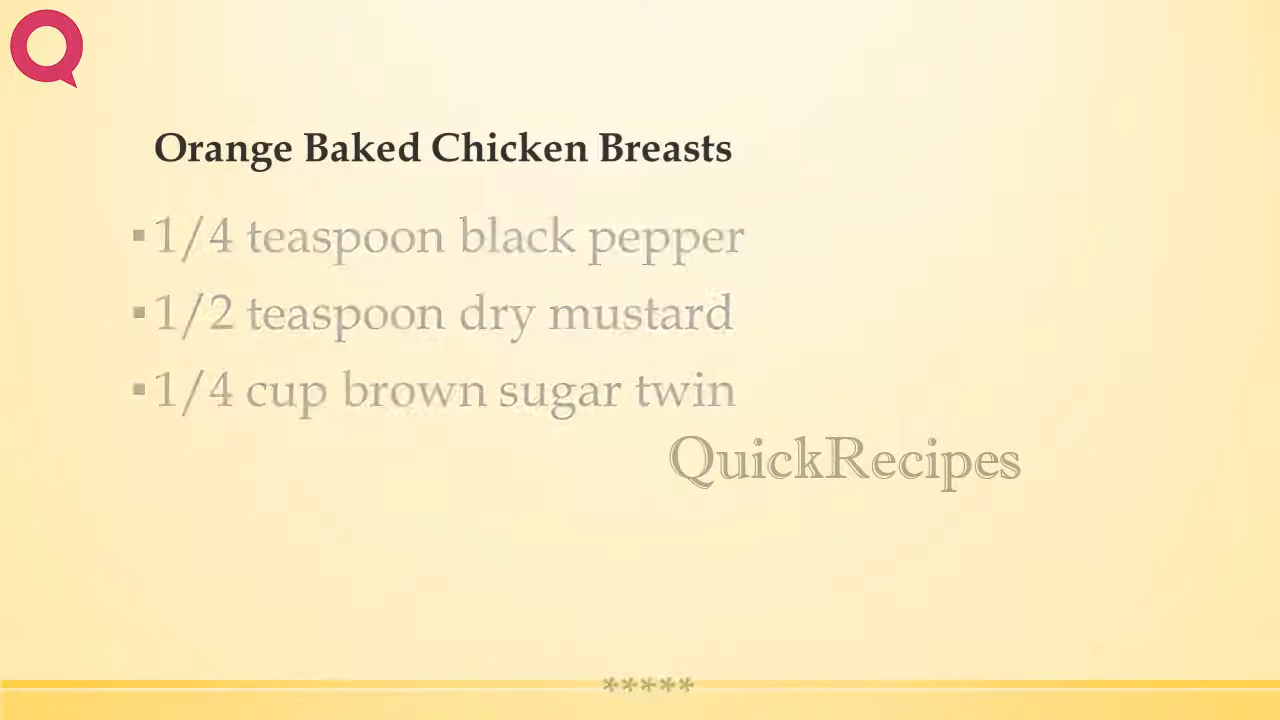 Orange Baked Chicken Breasts
▪1/4 teaspoon black pepper
▪1/2 teaspoon dry mustard
▪1/4 cup brown sugar twin
QuickRecipes
*****